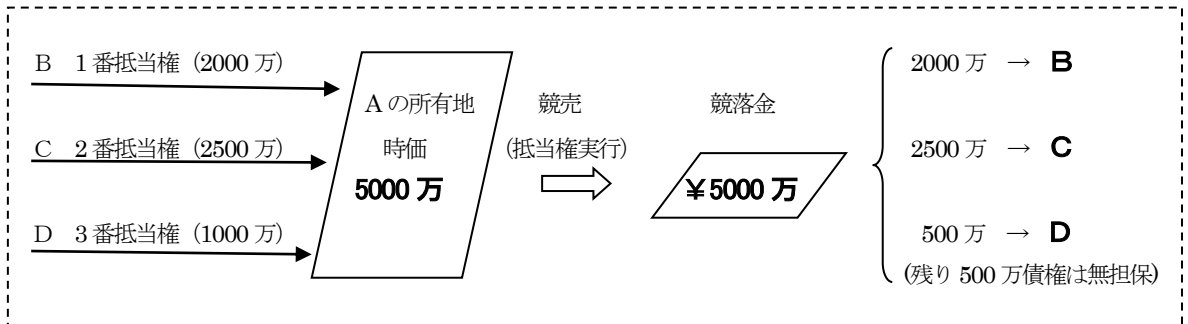 B 1番抵当権(2000万)
C 2番抵当権(2500万)
D 3番抵当権(1000万)
Aの所有地
時価
5000万
競売
(抵当権実行)
競落金
¥5000万
2000万 → B
2500万 → C
500万 → D
(残り500万債権は無担保)